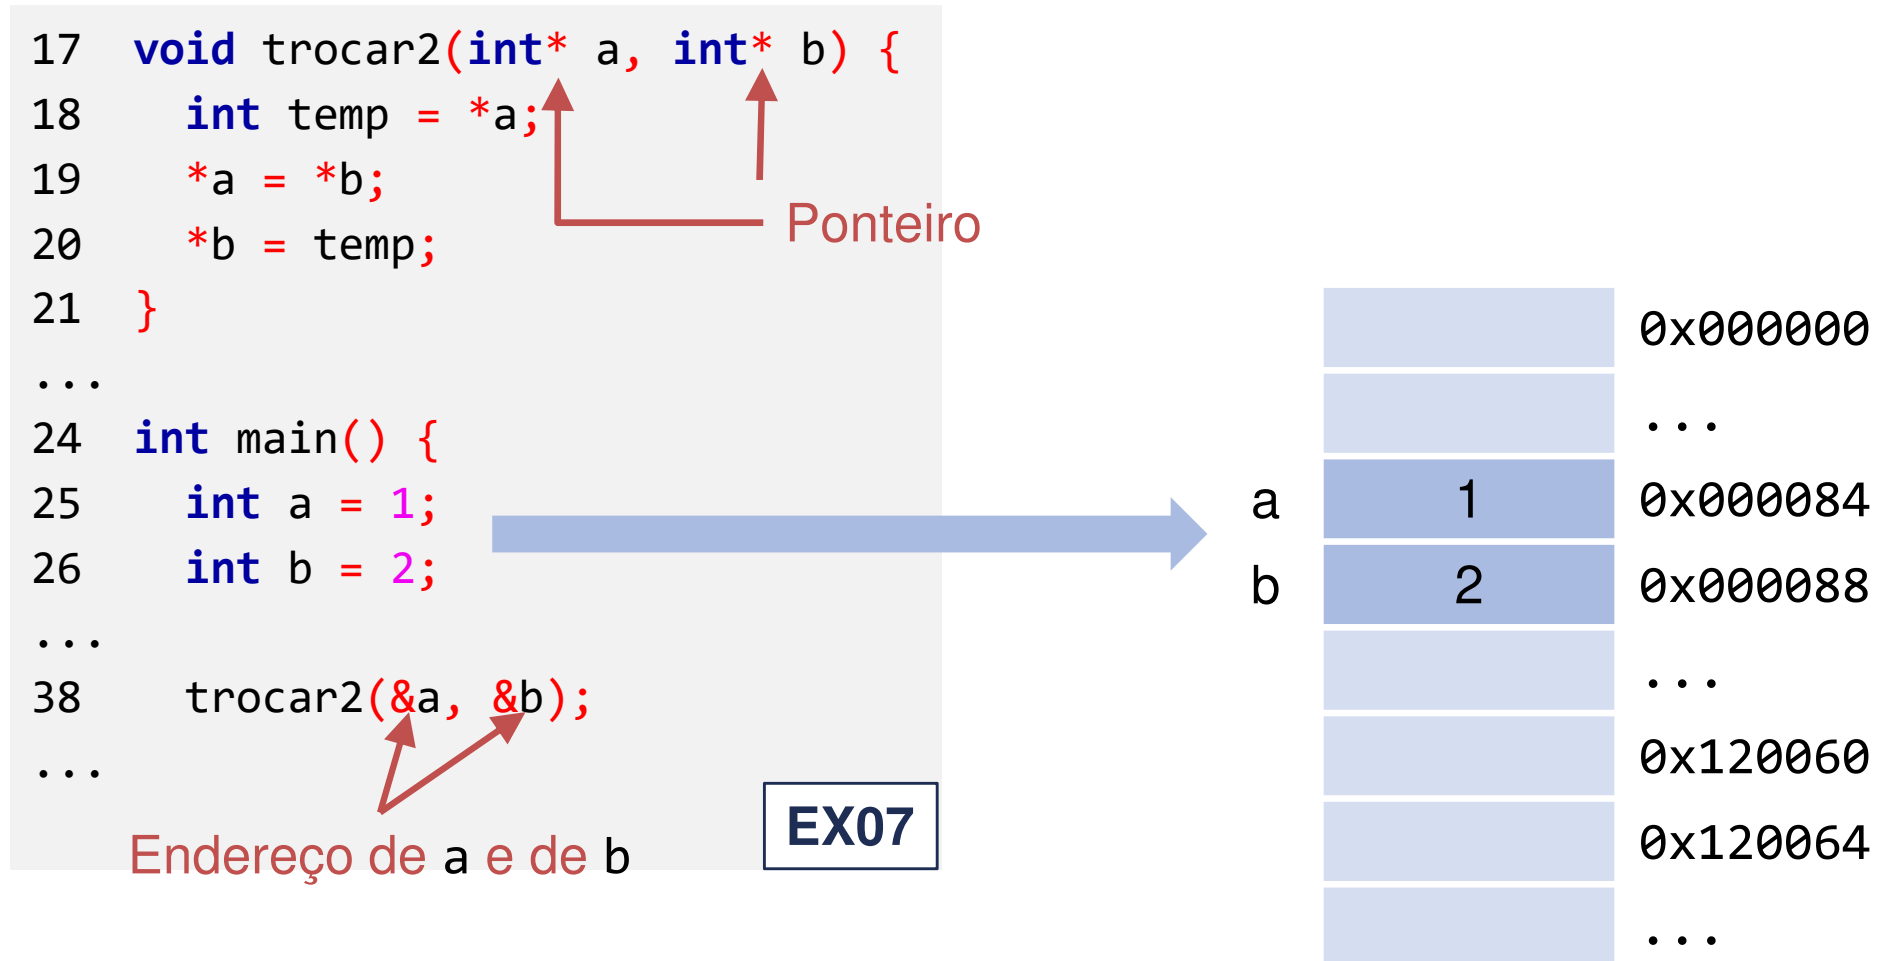 17 void trocar2(int* a, int* b) {
18 int temp = *a;
19 *a = *b;
20 *b = temp;
21 }
...
24 int main() {
25 int a = 1;
26 int b = 2;
...
38 trocar2(&a, &b);
...
Ponteiro
Endereço de a e de b
EX07
0x000000
...
a 1 0x000084
b 2 0x000088
...
0x120060
0x120064
...